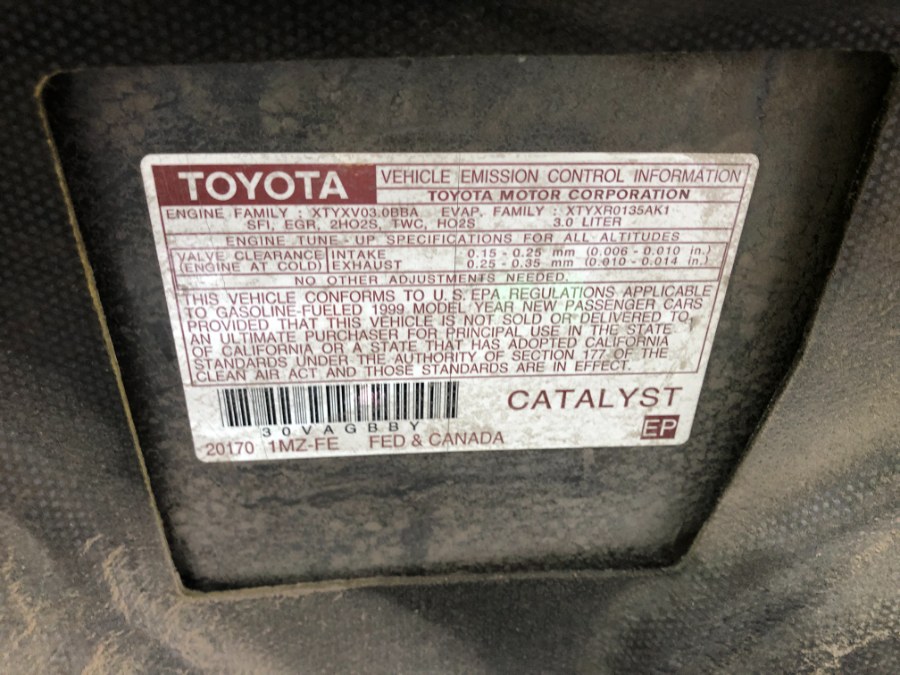 TOYOTA
VEHICLE EMISSION CONTROL INFORMATION
TOYOTA MOTOR CORPORATION
ENGINE FAMILY : XTYXV03.0BBA EVAP. FAMILY : XTYXR0135AK1
SFI, EGR, 2HO2S, TWC, HO2S 3.0 LITER
ENGINE TUNE-UP SPECIFICATIONS FOR ALL ALTITUDES
VALVE CLEARANCE INTAKE 0.15 - 0.25 mm (0.006 - 0.010 in.)
(ENGINE AT COLD) EXHAUST 0.25 - 0.35 mm (0.010 - 0.014 in.)
NO OTHER ADJUSTMENTS NEEDED.
THIS VEHICLE CONFORMS TO U.S. EPA REGULATIONS APPLICABLE
TO GASOLINE-FUELED 1999 MODEL YEAR NEW PASSENGER CARS
PROVIDED THAT THIS VEHICLE IS NOT SOLD OR DELIVERED TO
AN ULTIMATE PURCHASER FOR PRINCIPAL USE IN THE STATE
OF CALIFORNIA OR A STATE THAT HAS ADOPTED CALIFORNIA
STANDARDS UNDER THE AUTHORITY OF SECTION 177 OF THE
CLEAN AIR ACT AND THOSE STANDARDS ARE IN EFFECT.
CATALYST
30VAGBBY
EP
20170 1MZ-FE FED & CANADA